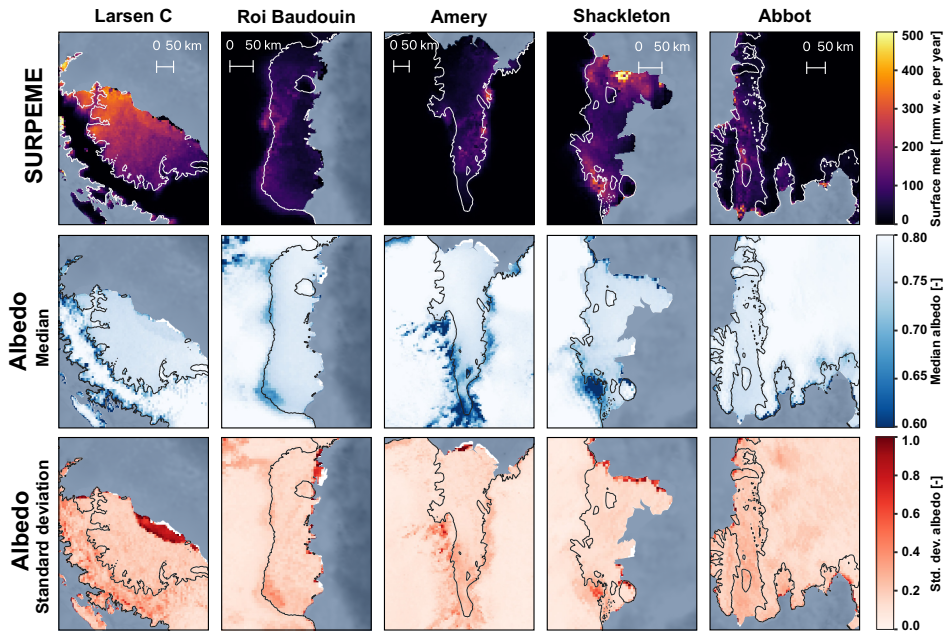 Larsen C
Roi Baudouin
Amery
Shackleton
Abbot
SURPEME
0 50 km
0 50 km
0 50 km
0 50 km
0 50 km
500
400
300
200
100
0
Surface melt [mm w.e. per year]
Albedo
Median
0.80
0.75
0.70
0.65
0.60
Median albedo [-]
Albedo
Standard deviation
1.0
0.8
0.6
0.4
0.2
0.0
Std. dev. albedo [-]